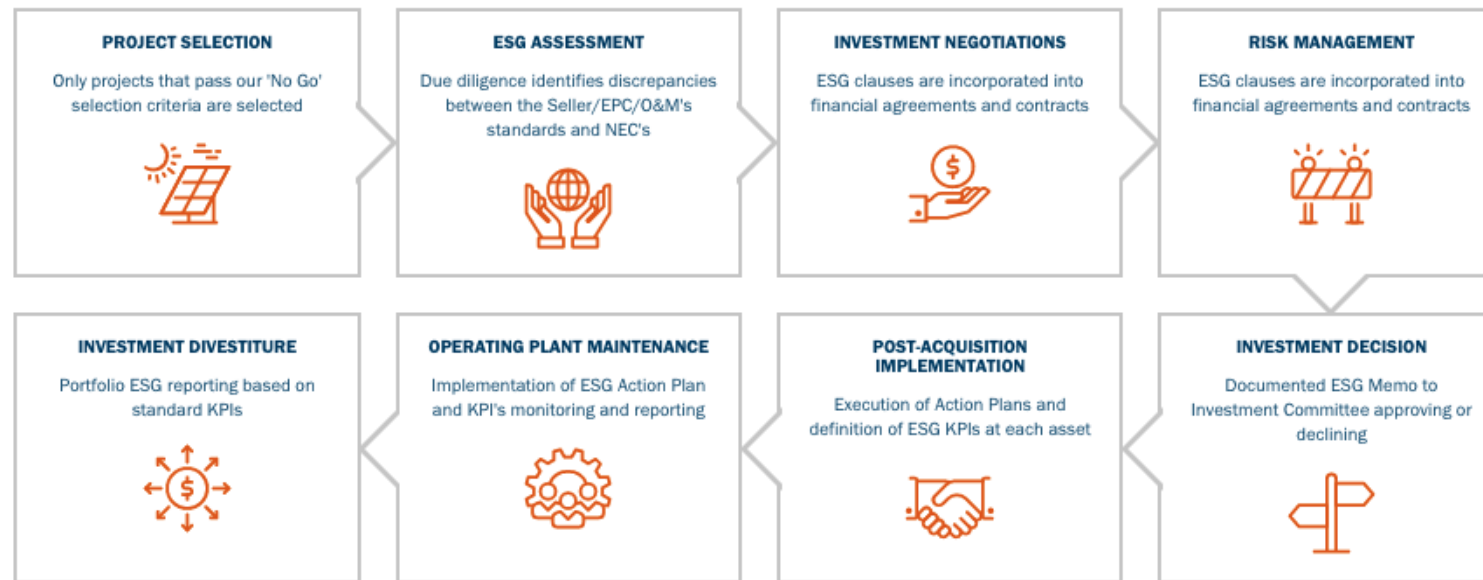 PROJECT SELECTION
Only projects that pass our 'No Go'
selection criteria are selected
ESG ASSESSMENT
Due diligence identifies discrepancies
between the Seller/EPC/O&M's
standards and NEC's
INVESTMENT NEGOTIATIONS
ESG clauses are incorporated into
financial agreements and contracts
RISK MANAGEMENT
ESG clauses are incorporated into
financial agreements and contracts
INVESTMENT DECISION
Documented ESG Memo to
Investment Committee approving or
declining
POST-ACQUISITION
IMPLEMENTATION
Execution of Action Plans and
definition of ESG KPIs at each asset
OPERATING PLANT MAINTENANCE
Implementation of ESG Action Plan
and KPI's monitoring and reporting
INVESTMENT DIVESTITURE
Portfolio ESG reporting based on
standard KPIs